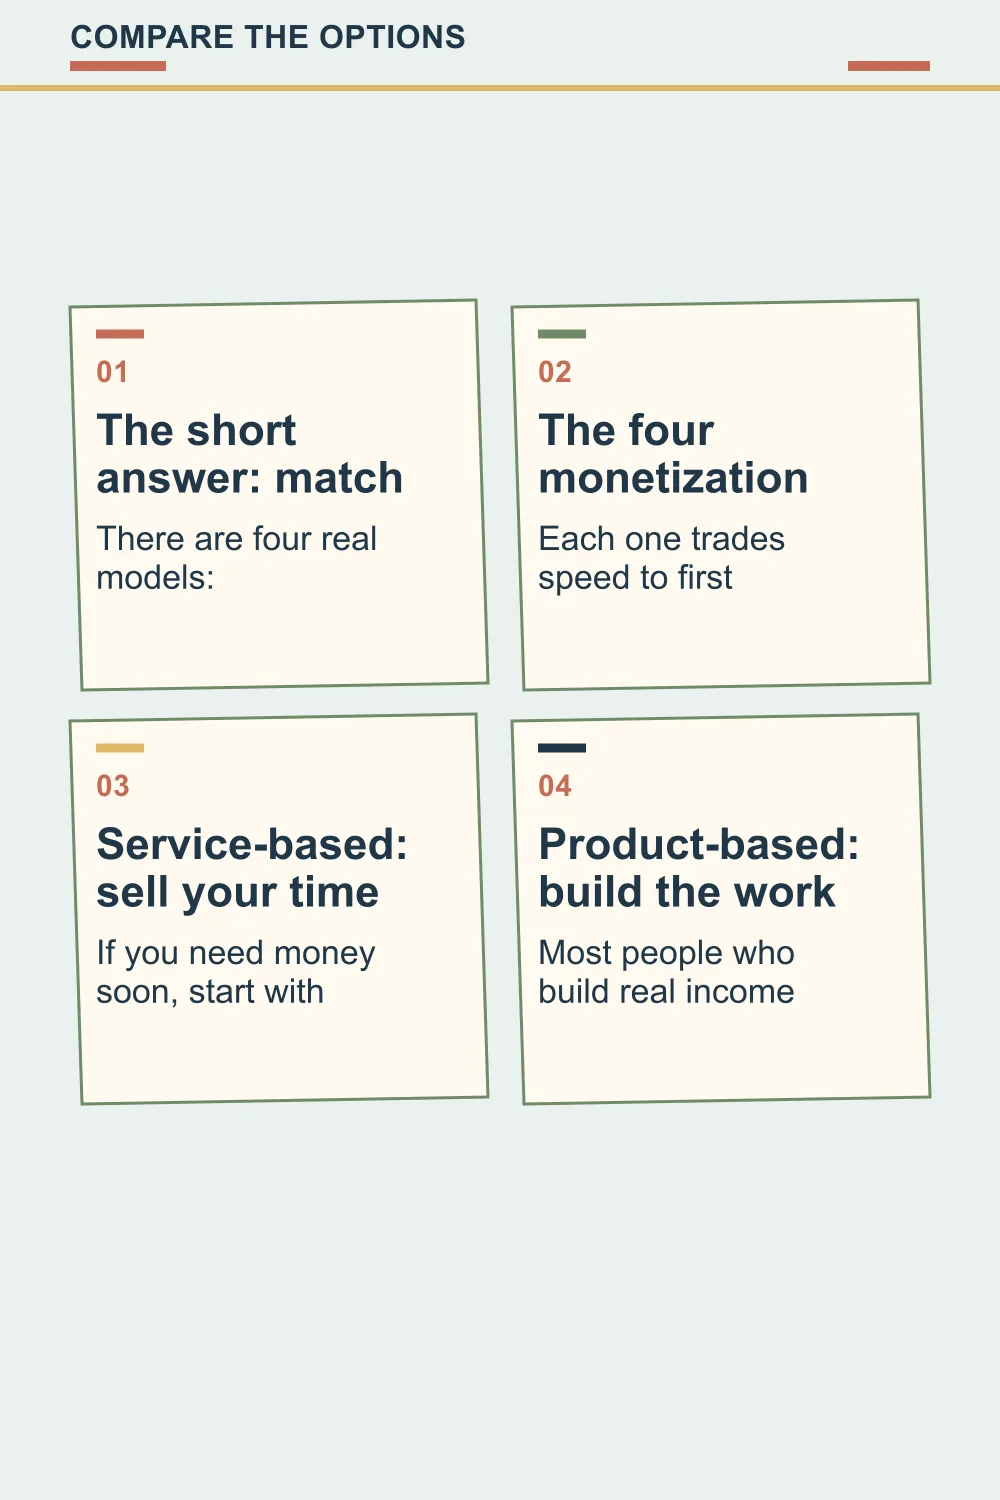 COMPARE THE OPTIONS
01
The short
answer: match
There are four real
models:
02
The four
monetization
Each one trades
speed to first
03
Service-based:
sell your time
If you need money
soon, start with
04
Product-based:
build the work
Most people who
build real income